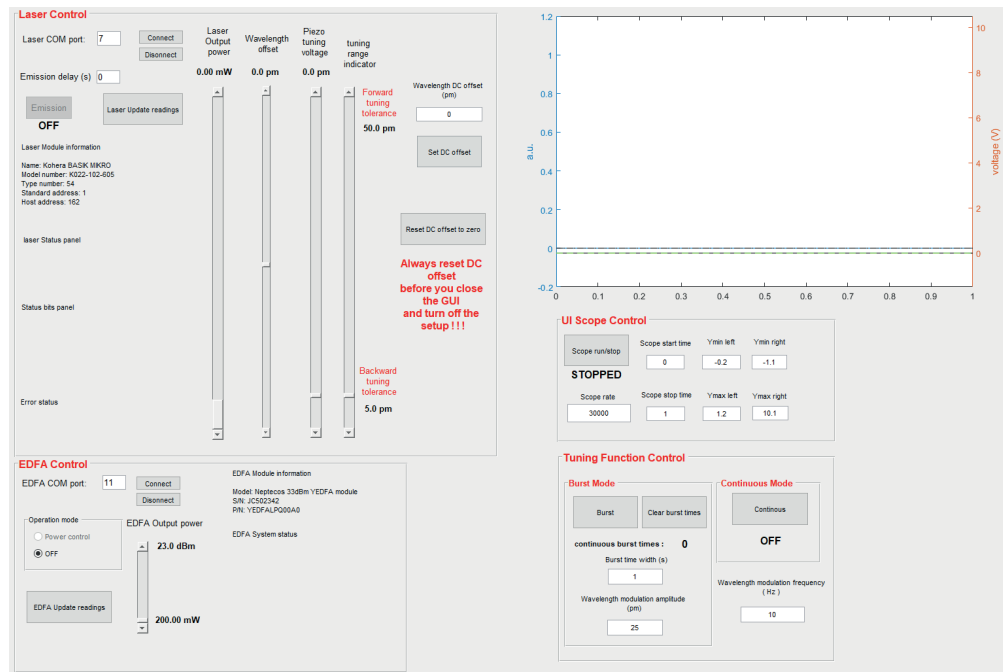 Laser Control
Laser COM port:
7
Connect
Disonnect
Emission delay (s)
0
Emission
OFF
Laser Update readings
Laser Module information
Name: Kohera BASIK MIKRO
Model number: K022-102-605
Type number: 54
Standard address: 1
Host address: 162
laser Status panel
Status bits panel
Error status
Laser
Output
power
0.00 mW
Wavelength
offset
0.0 pm
Piezo
tuning
voltage
0.0 pm
tuning
range
indicator
Forward
tuning
tolerance
50.0 pm
Backward
tuning
tolerance
5.0 pm
Wavelength DC offset
(pm)
0
Set DC offset
Reset DC offset to zero
Always reset DC
offset
before you close
the GUI
and turn off the
setup ! ! !
EDFA Control
EDFA COM port:
11
Connect
Disonnect
Operation mode
Power control
OFF
EDFA Update readings
EDFA Output power
23.0 dBm
200.00 mW
EDFA Module information
Model: Neptecos 33dBm YEDFA module
S/N: JC502342
P/N: YEDFALPQ00A0
EDFA System status
1.2
1
0.8
0.6
0.4
0.2
0
-0.2
a.u.
10
8
6
4
2
0
voltage (V)
0 0.1 0.2 0.3 0.4 0.5 0.6 0.7 0.8 0.9 1
UI Scope Control
Scope run/stop
STOPPED
Scope start time
0
Ymin left
-0.2
Ymin right
-1.1
Scope rate
30000
Scope stop time
1
Ymax left
1.2
Ymax right
10.1
Tuning Function Control
Burst Mode
Burst
Clear burst times
continuous burst times :
0
Burst time width (s)
1
Wavelength modulation amplitude
(pm)
25
Continuous Mode
Continous
OFF
Wavelength modulation frequency
( Hz )
10